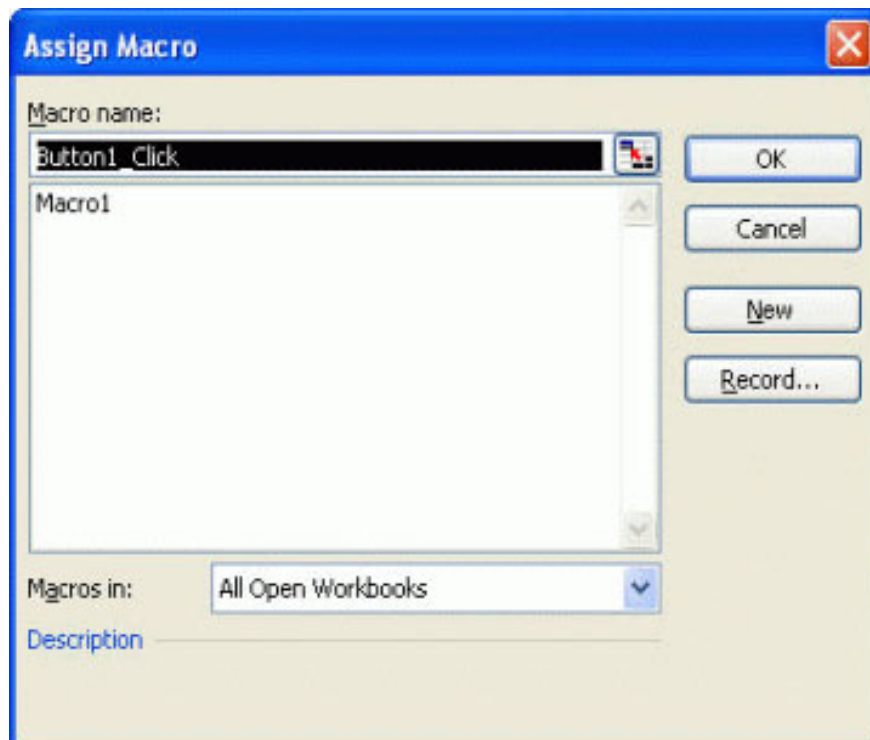 Assign Macro
Macro name:
Button1_Click
OK
Macro1
Cancel
New
Record...
Macros in:
All Open Workbooks
Description